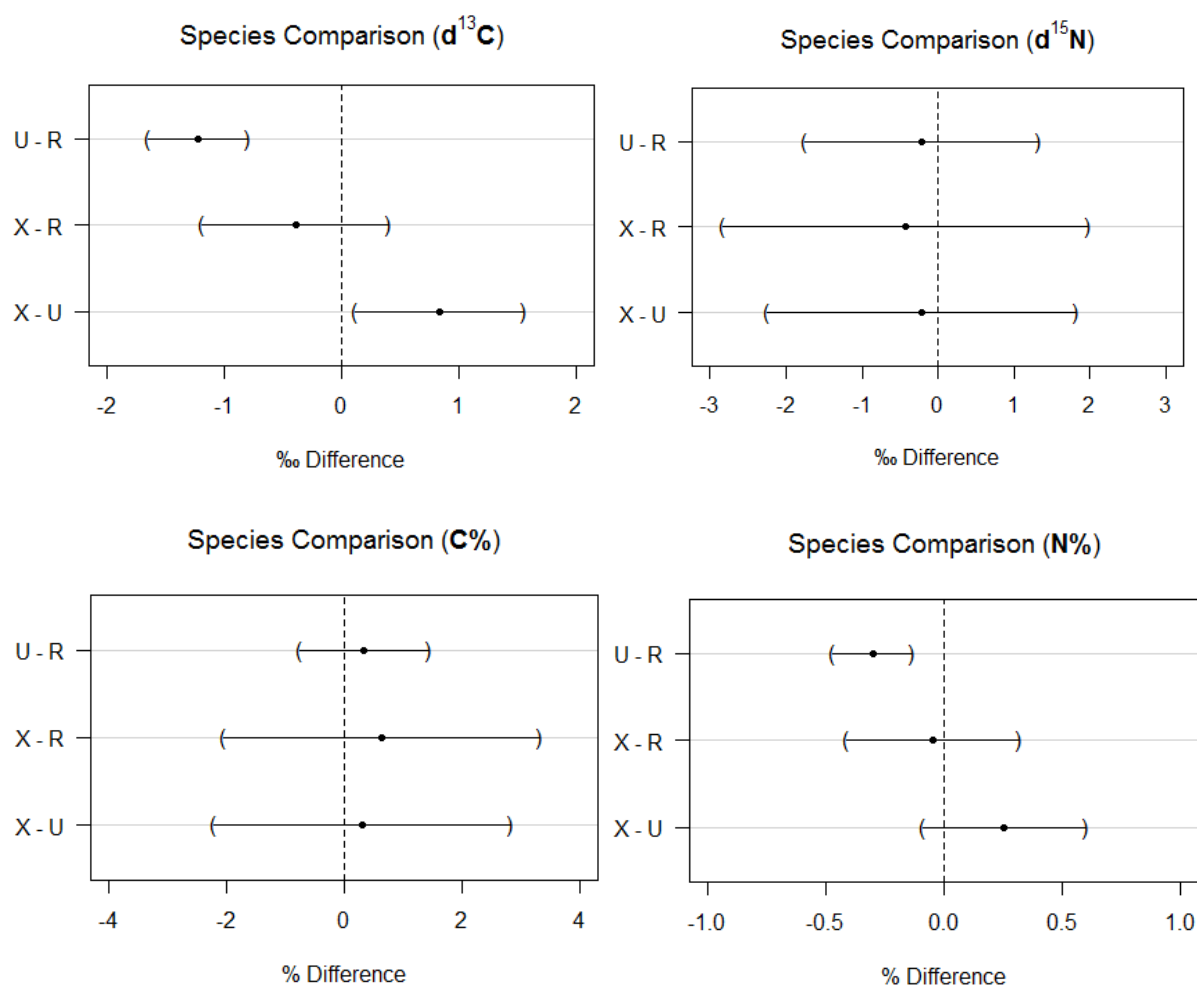 Species Comparison (d13C)
U - R
X - R
X - U
-2 -1 0 1 2
‰ Difference
Species Comparison (d15N)
U - R
X - R
X - U
-3 -2 -1 0 1 2 3
‰ Difference
Species Comparison (C%)
U - R
X - R
X - U
-4 -2 0 2 4
% Difference
Species Comparison (N%)
U - R
X - R
X - U
-1.0 -0.5 0.0 0.5 1.0
% Difference